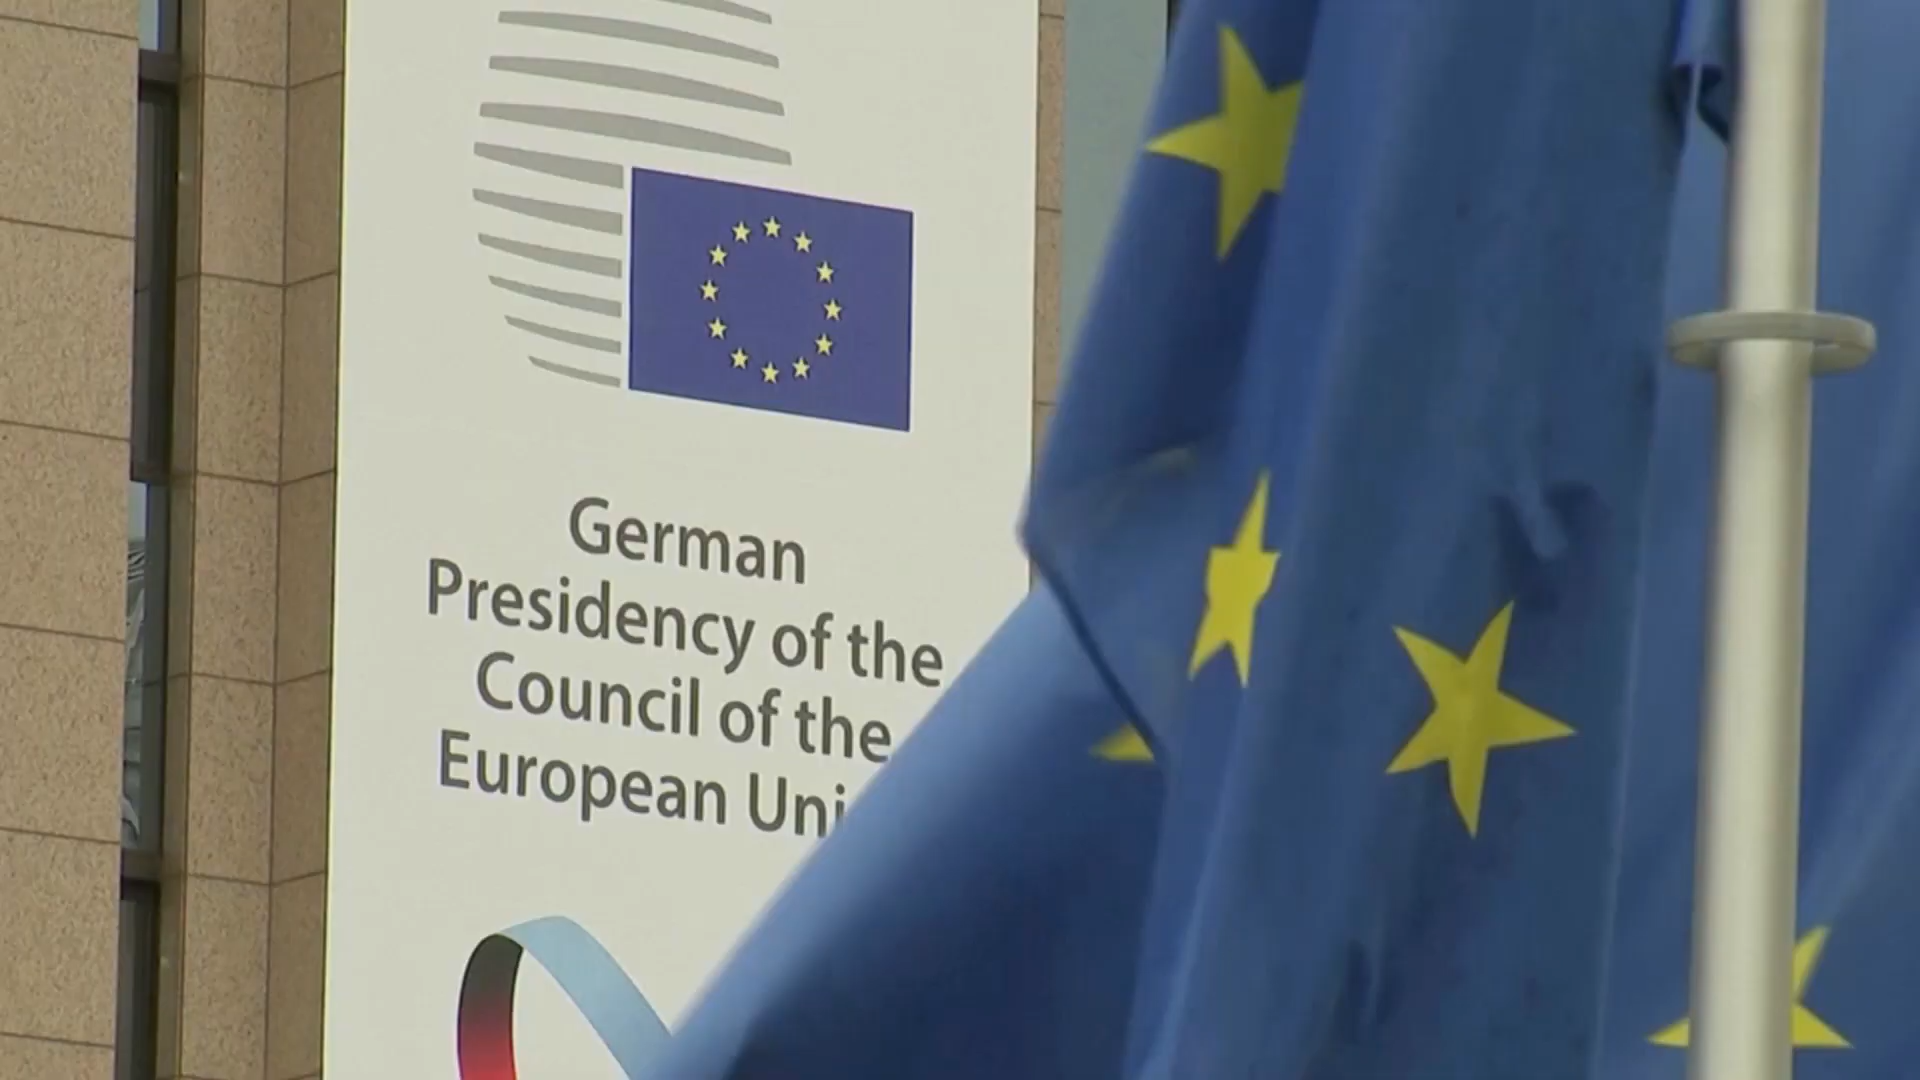 German
Presidency of the
Council of the
European Uni